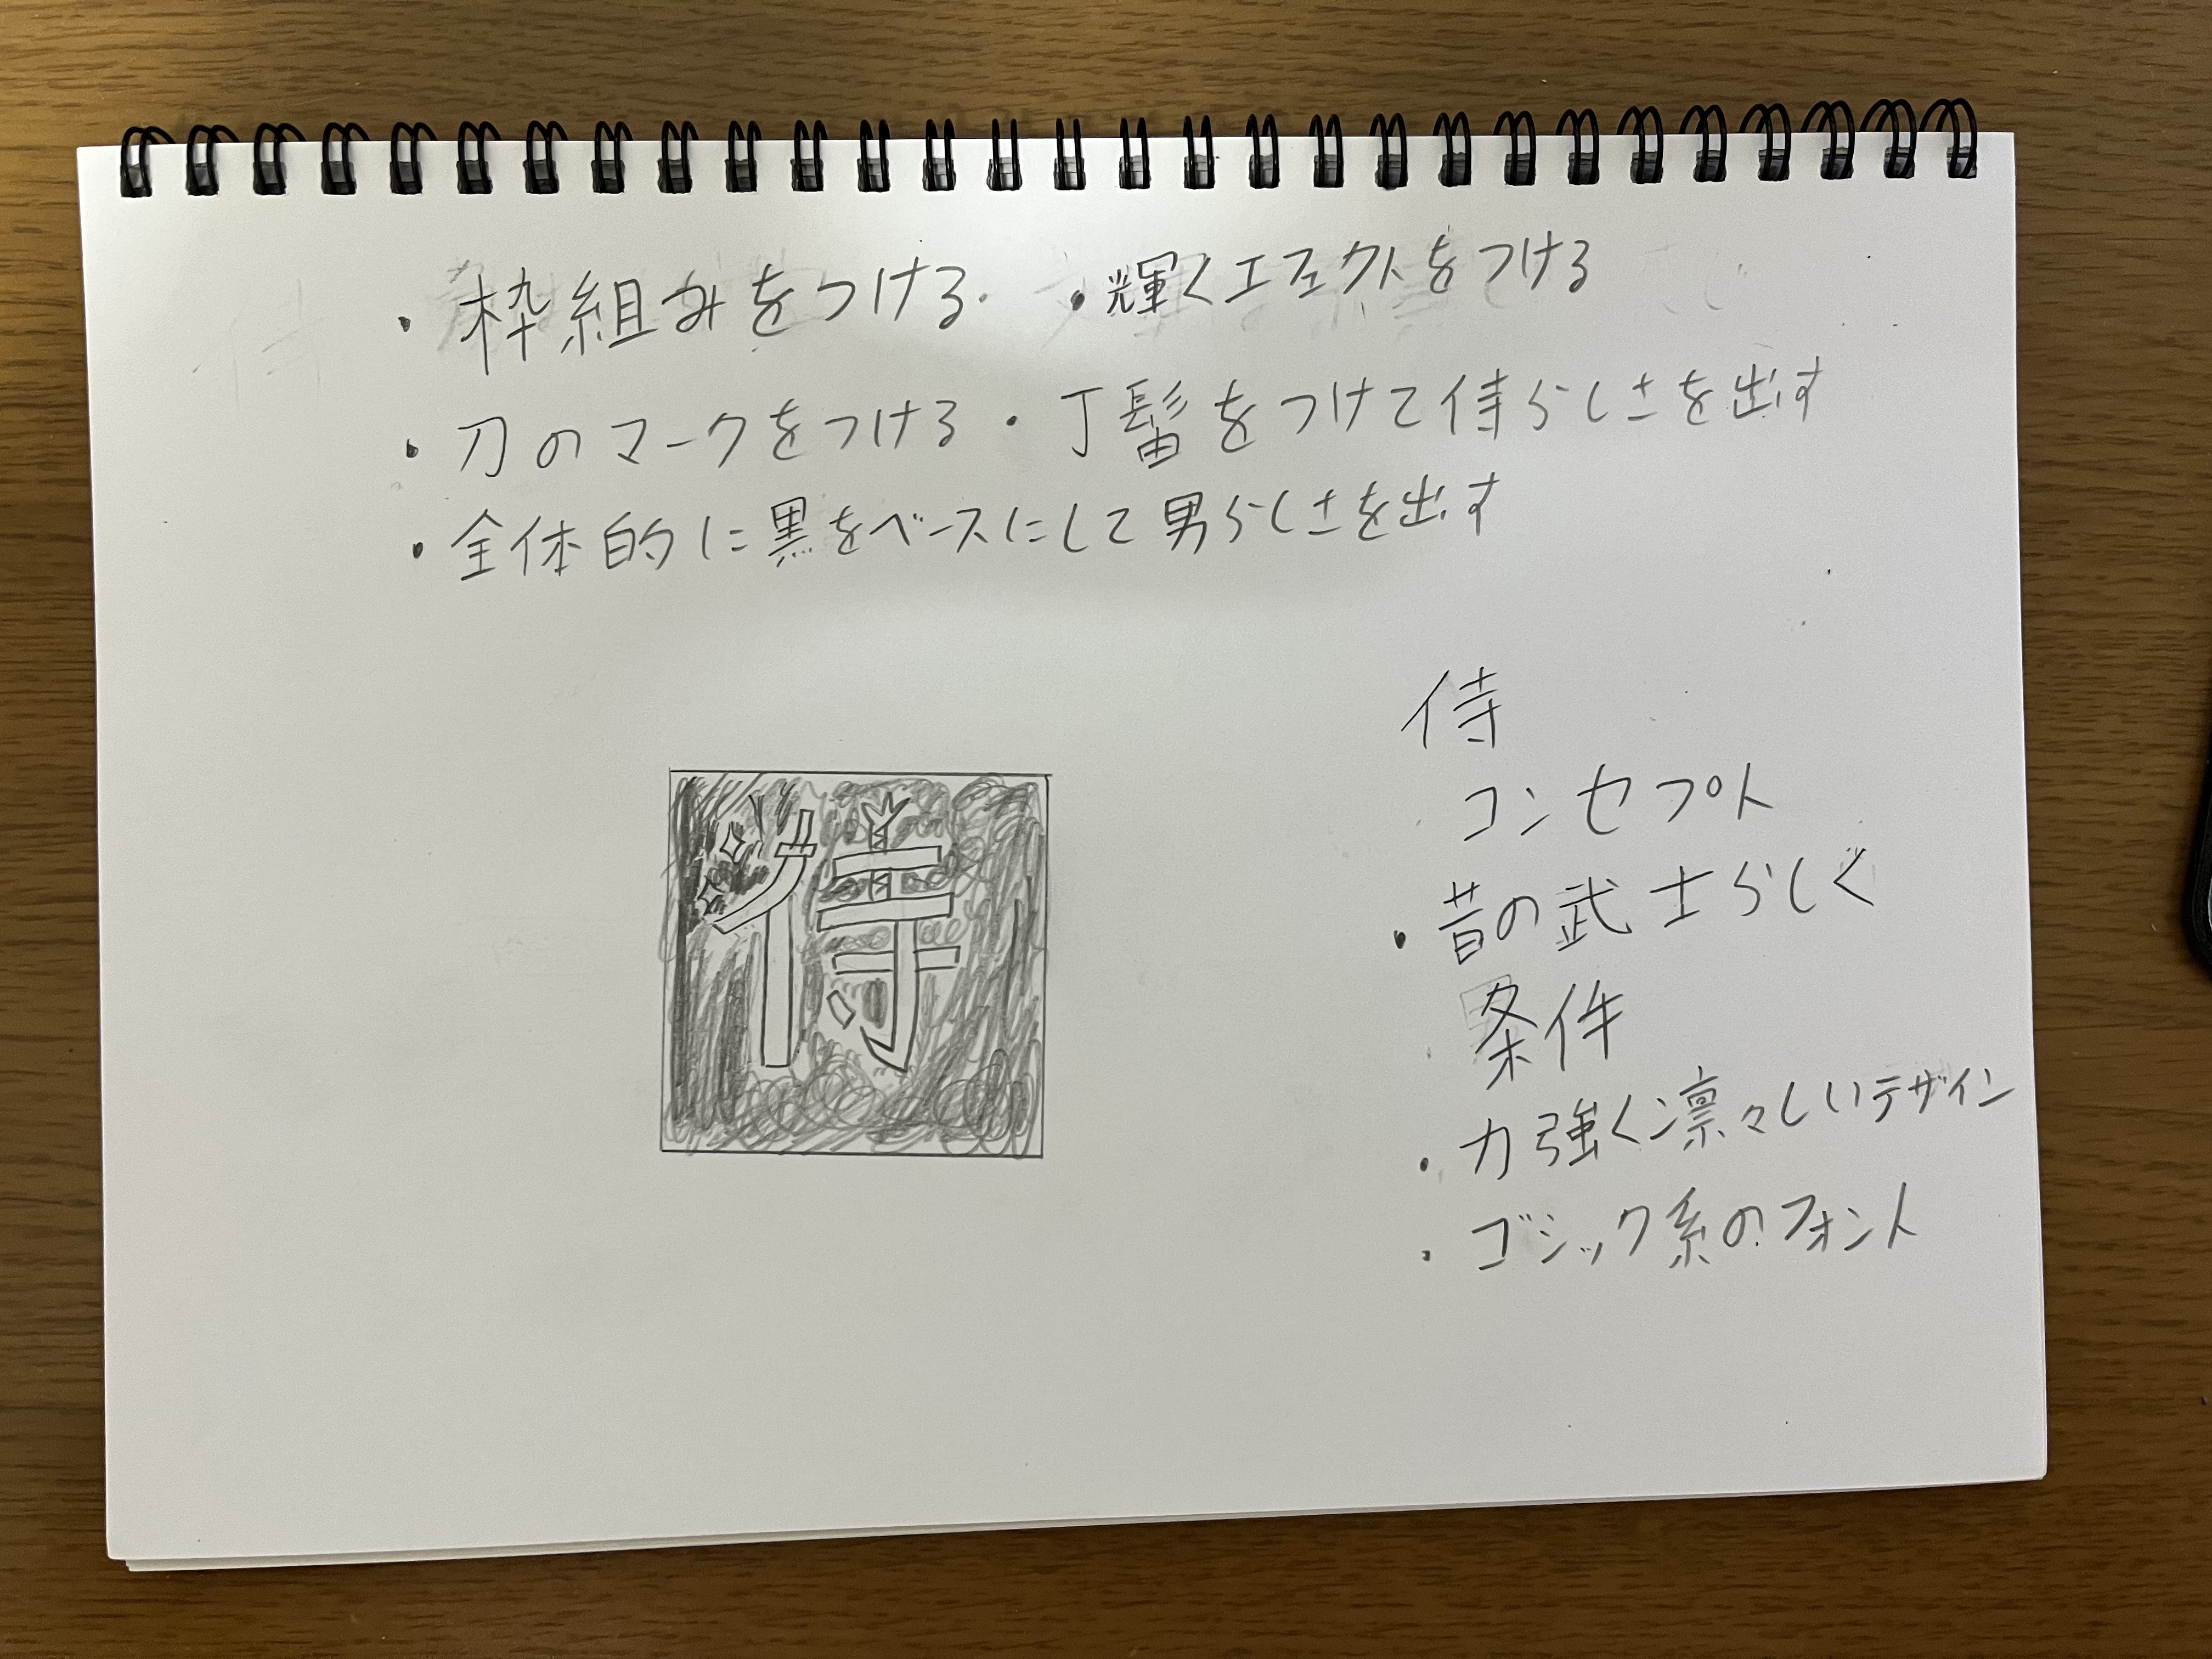 ・枠組みをつける ・輝くエフェクトをつける
・刀のマークをつける ・丁髷をつけて侍らしさを出す
・全体的に黒をベースにして男らしさを出す
侍
コンセプト
・昔の武士らしく
条件
・力強く凛々しいデザイン
・ゴシック系のフォント
侍